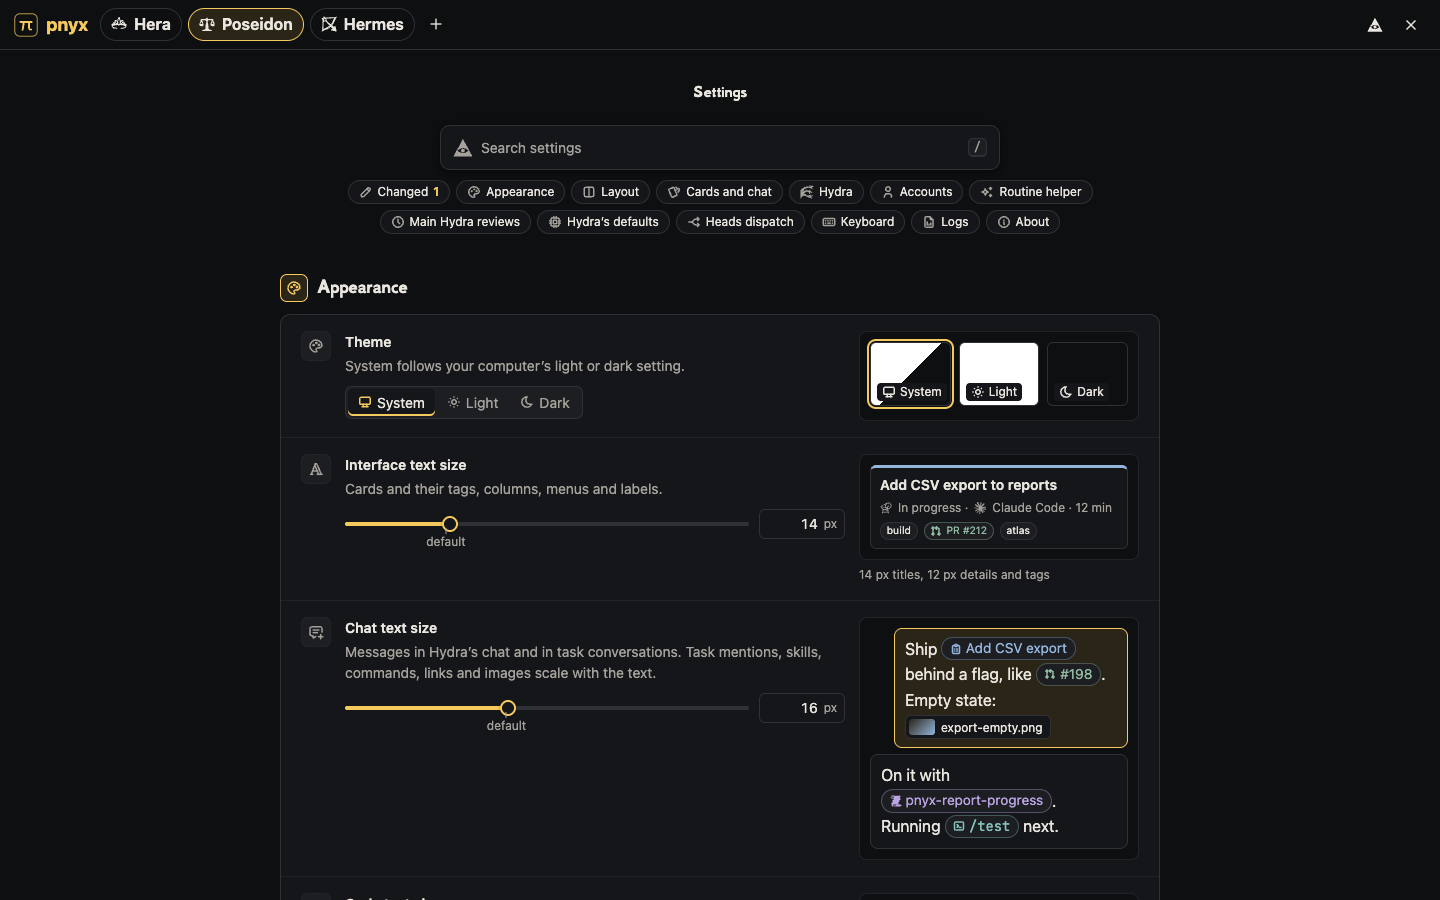 π pnyx Hera Poseidon Hermes +
Settings
Search settings /
Changed 1 Appearance Layout Cards and chat Hydra Accounts Routine helper
Main Hydra reviews Hydra's defaults Heads dispatch Keyboard Logs About
Appearance
Theme
System follows your computer's light or dark setting.
System Light Dark
System Light Dark
Interface text size
Cards and their tags, columns, menus and labels.
14 px
default
Add CSV export to reports
In progress · Claude Code · 12 min
build PR #212 atlas
14 px titles, 12 px details and tags
Chat text size
Messages in Hydra's chat and in task conversations. Task mentions, skills,
commands, links and images scale with the text.
16 px
default
Ship Add CSV export
behind a flag, like #198.
Empty state:
export-empty.png
On it with
pnyx-report-progress.
Running /test next.